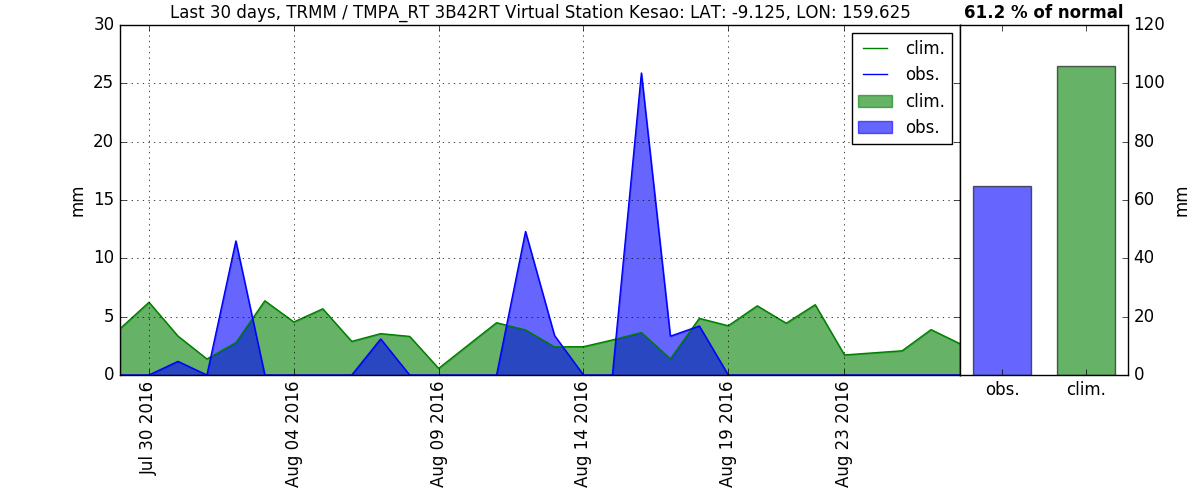 Last 30 days, TRMM / TMPA_RT 3B42RT Virtual Station Kesao: LAT: -9.125, LON: 159.625
61.2 % of normal
30
25
20
15
10
5
0
mm
clim.
obs.
clim.
obs.
120
100
80
60
40
20
0
mm
Jul 30 2016
Aug 04 2016
Aug 09 2016
Aug 14 2016
Aug 19 2016
Aug 23 2016
obs.
clim.